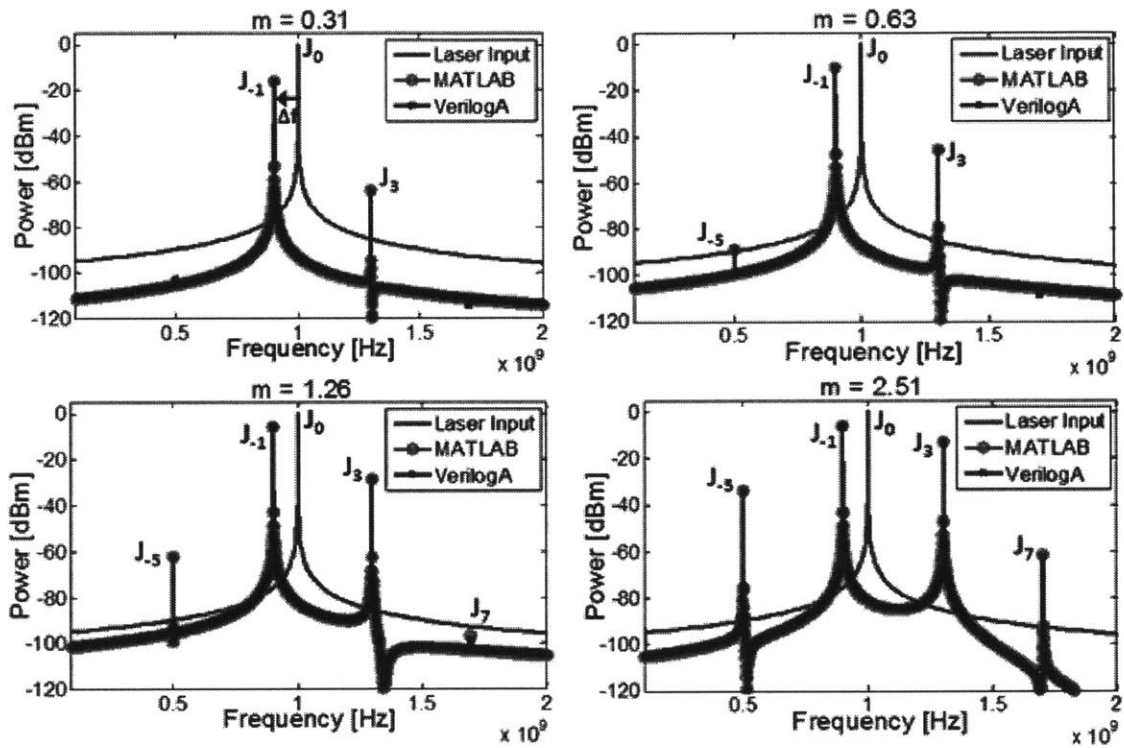 m = 0.31
0
-20
-40
-60
-80
-100
-120
Power [dBm]
J-1
J0
Δf
J3
Laser Input
MATLAB
VerilogA
0.5
1
1.5
2
Frequency [Hz]
x 10^9
m = 0.63
0
-20
-40
-60
-80
-100
-120
Power [dBm]
J-5
J-1
J0
J3
Laser Input
MATLAB
VerilogA
0.5
1
1.5
2
Frequency [Hz]
x 10^9
m = 1.26
0
-20
-40
-60
-80
-100
-120
Power [dBm]
J-5
J-1
J0
J3
J7
Laser Input
MATLAB
VerilogA
0.5
1
1.5
2
Frequency [Hz]
x 10^9
m = 2.51
0
-20
-40
-60
-80
-100
-120
Power [dBm]
J-5
J-1
J0
J3
J7
Laser Input
MATLAB
VerilogA
0.5
1
1.5
2
Frequency [Hz]
x 10^9